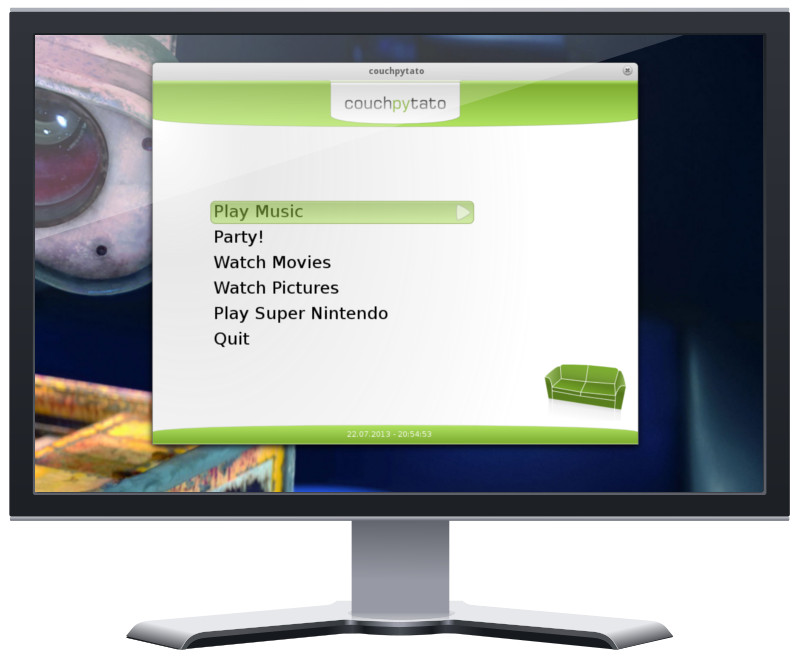 couchpytato
couchpytato
Play Music
Party!
Watch Movies
Watch Pictures
Play Super Nintendo
Quit
22.07.2013 - 20:54:53